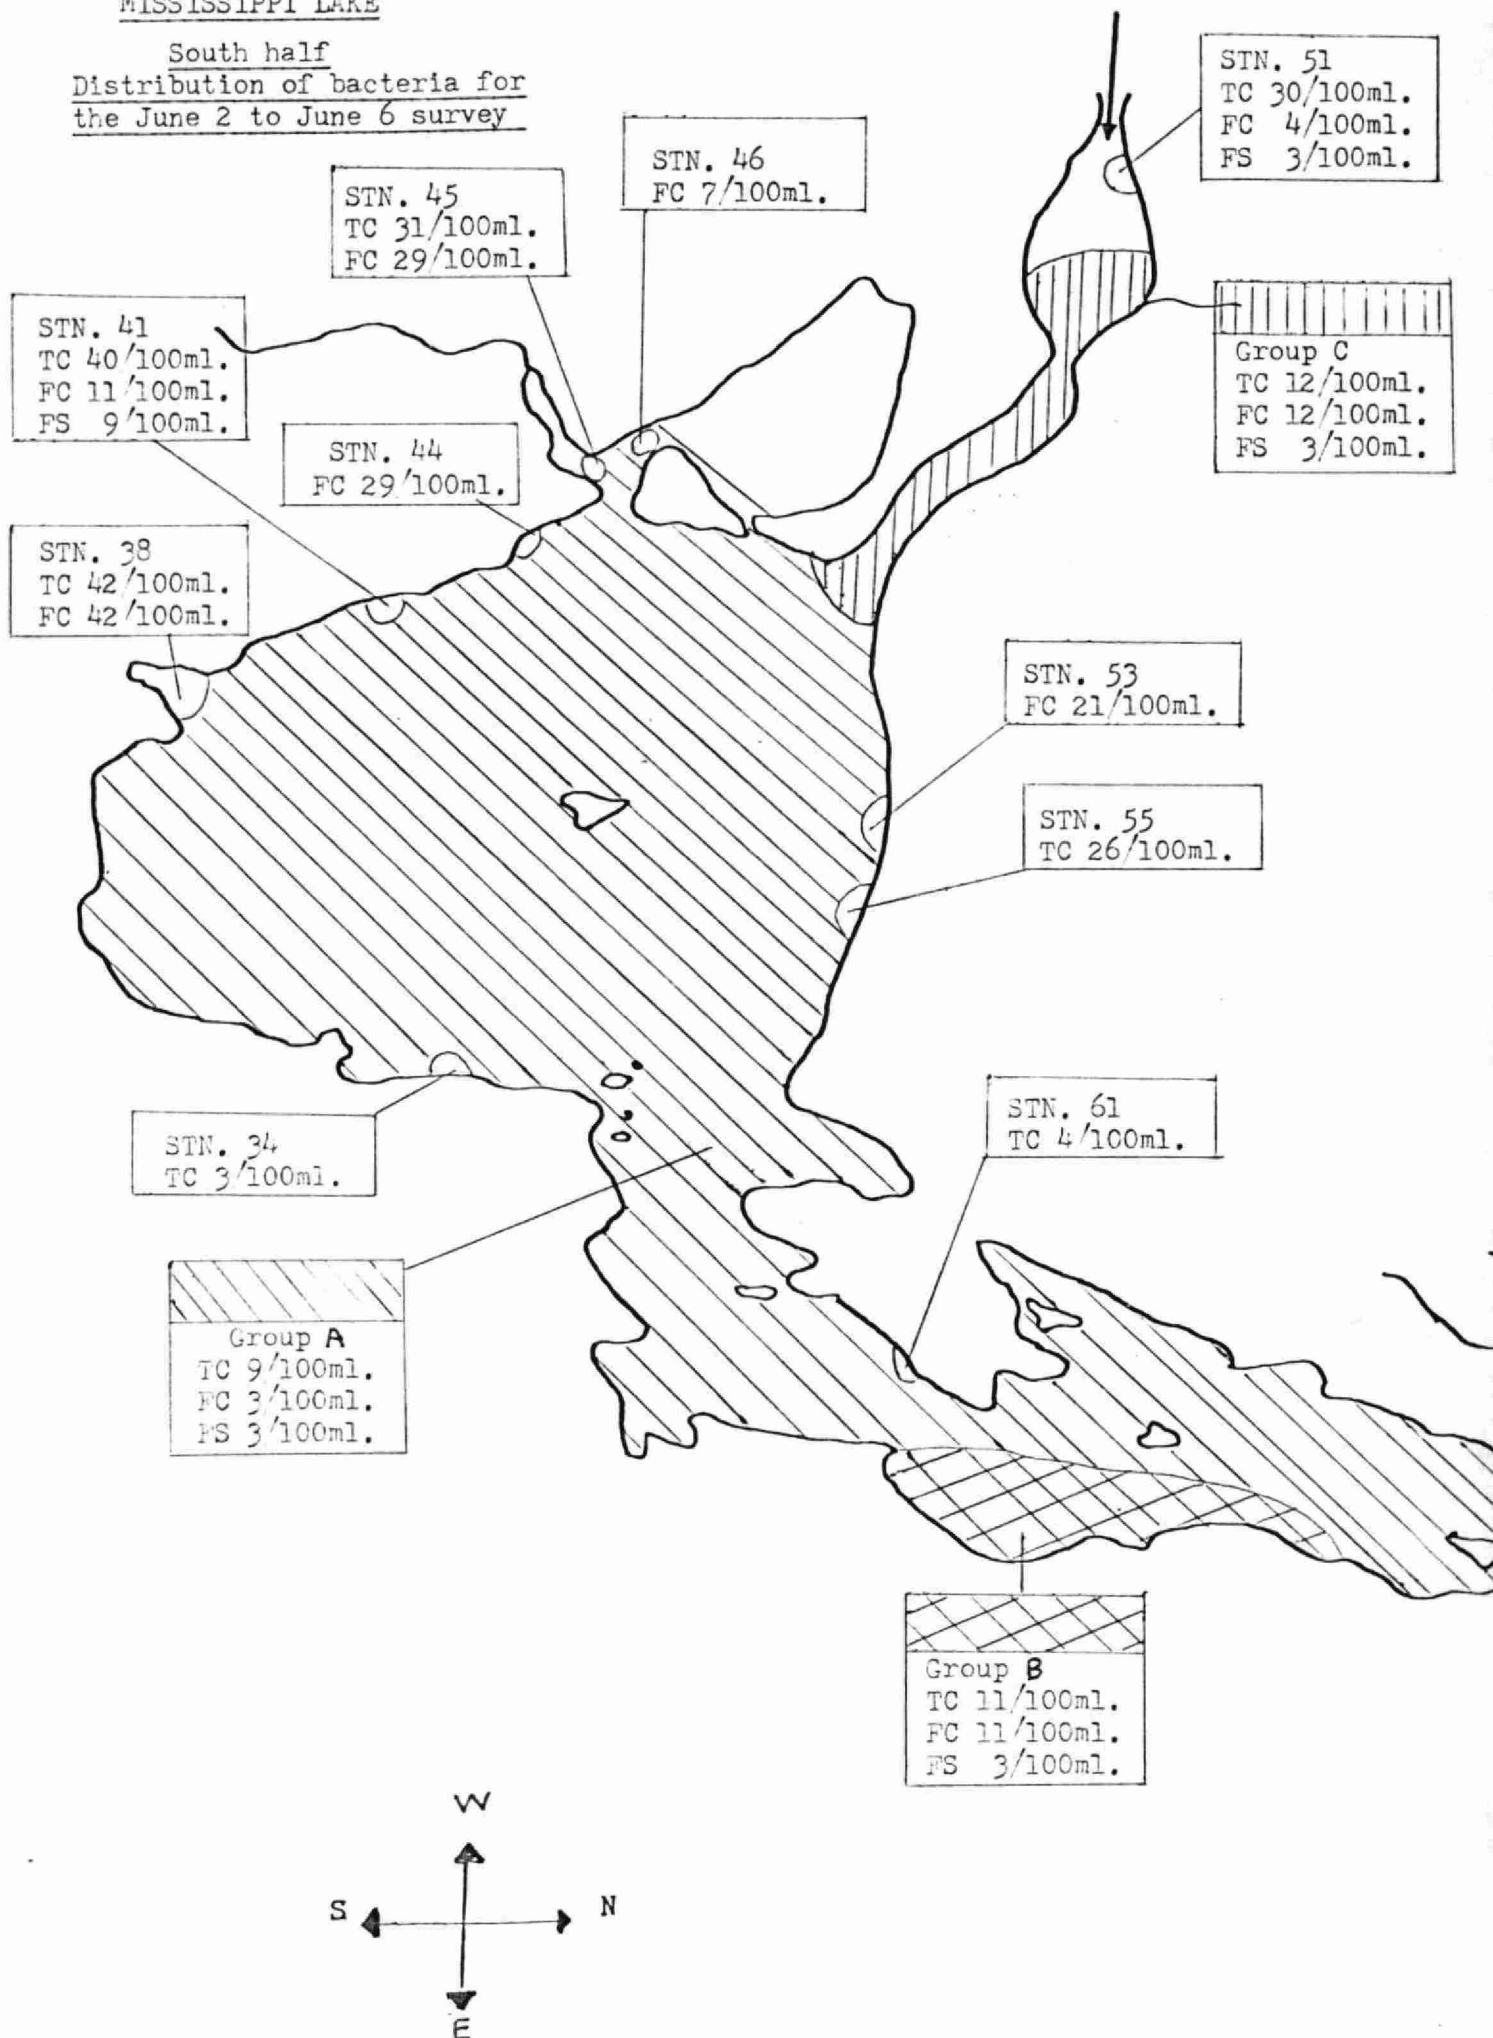 MISSISSIPPI LAKE
South half
Distribution of bacteria for
the June 2 to June 6 survey
STN. 51
TC 30/100ml.
FC 4/100ml.
FS 3/100ml.
STN. 46
FC 7/100ml.
STN. 45
TC 31/100ml.
FC 29/100ml.
STN. 41
TC 40/100ml.
FC 11/100ml.
FS 9/100ml.
Group C
TC 12/100ml.
FC 12/100ml.
FS 3/100ml.
STN. 44
FC 29/100ml.
STN. 38
TC 42/100ml.
FC 42/100ml.
STN. 53
FC 21/100ml.
STN. 55
TC 26/100ml.
STN. 61
TC 4/100ml.
STN. 34
TC 3/100ml.
Group A
TC 9/100ml.
FC 3/100ml.
FS 3/100ml.
Group B
TC 11/100ml.
FC 11/100ml.
FS 3/100ml.
W
S
N
E